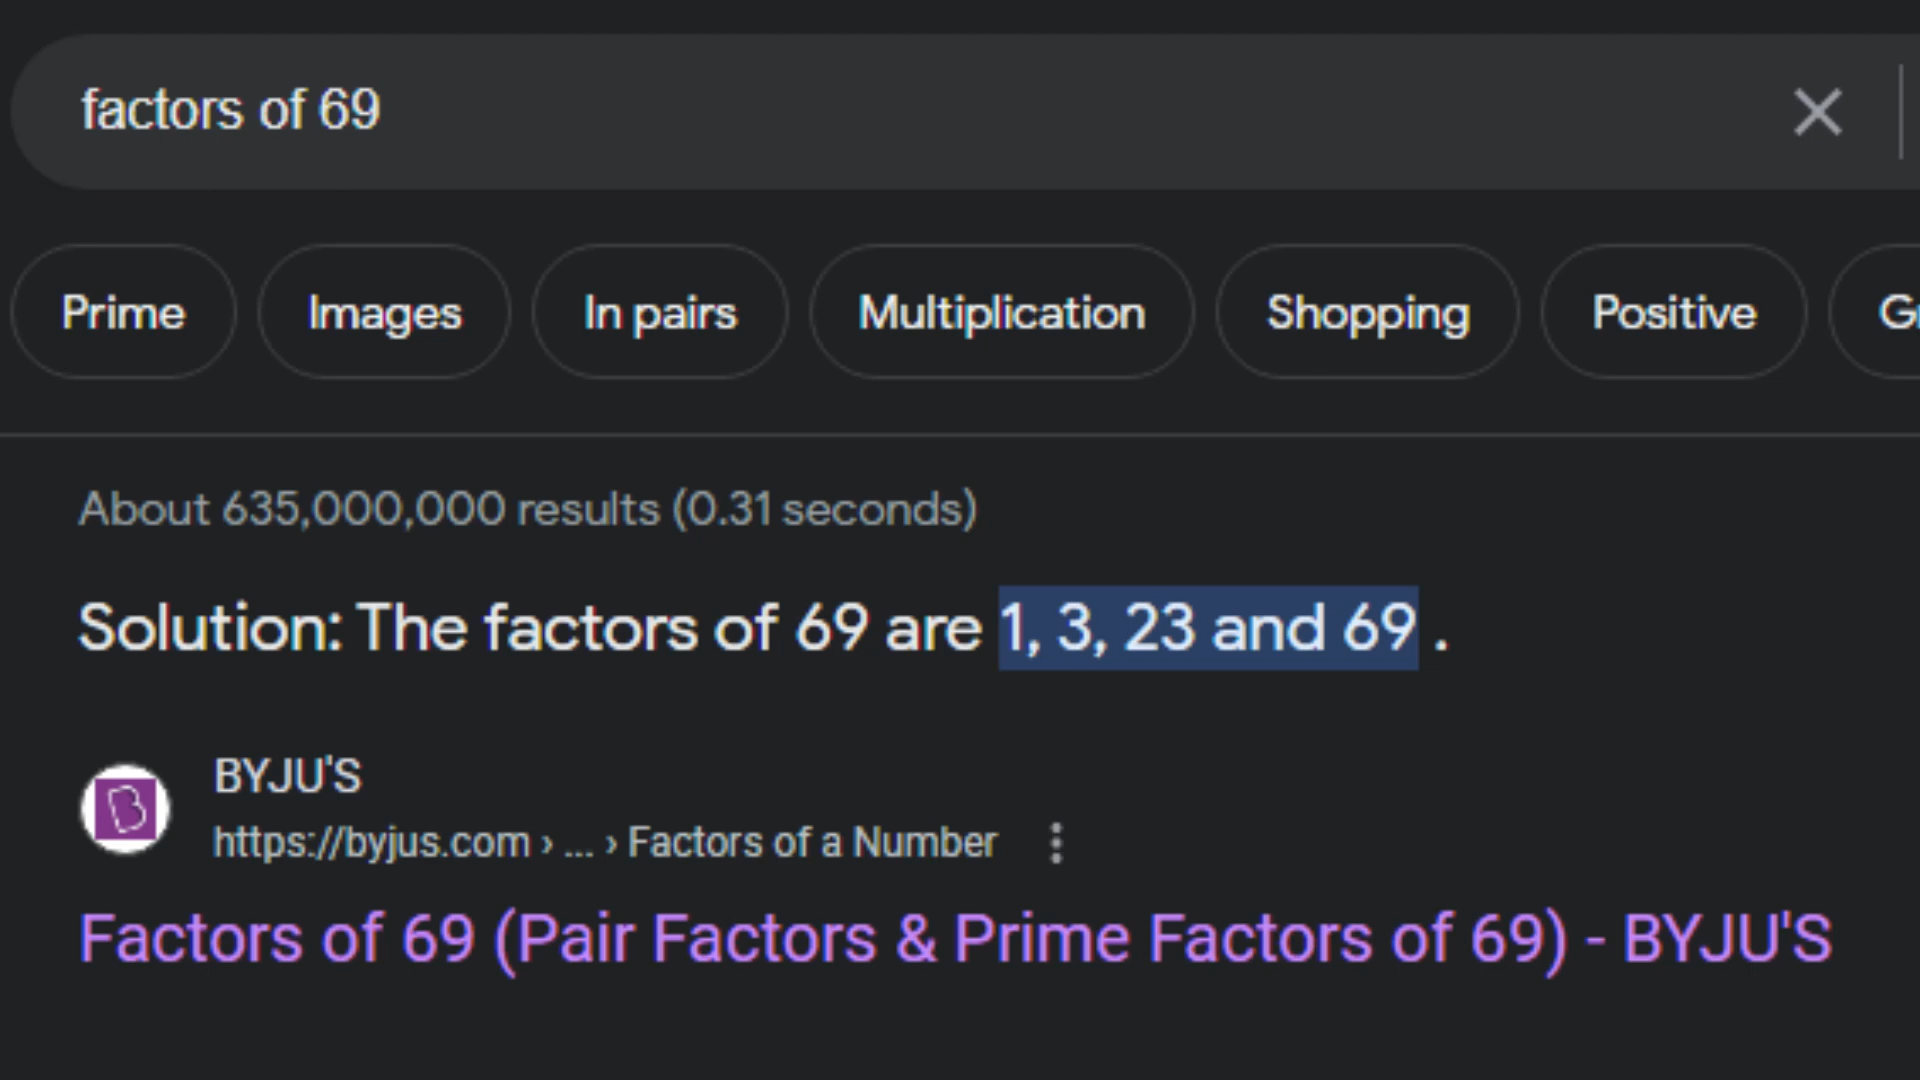 factors of 69
Prime Images In pairs Multiplication Shopping Positive
About 635,000,000 results (0.31 seconds)
Solution: The factors of 69 are 1, 3, 23 and 69 .
BYJU'S
https://byjus.com › ... › Factors of a Number
Factors of 69 (Pair Factors & Prime Factors of 69) - BYJU'S